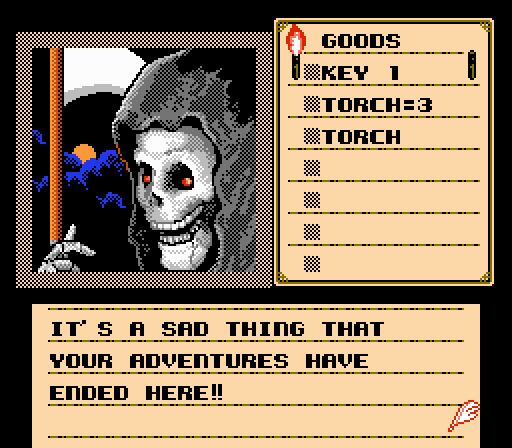 GOODS
KEY 1
TORCH=3
TORCH
IT'S A SAD THING THAT
YOUR ADVENTURES HAVE
ENDED HERE!!